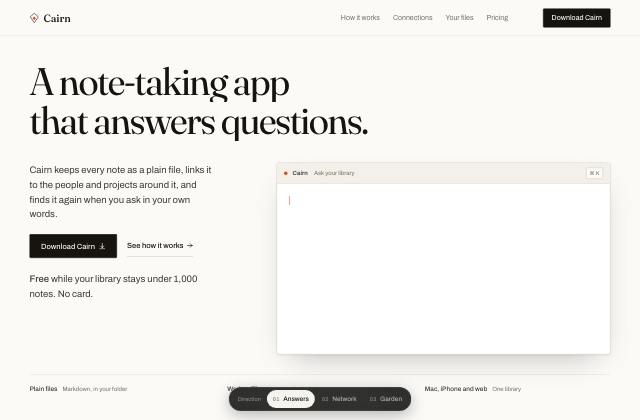 Cairn
How it works Connections Your files Pricing Download Cairn
A note-taking app
that answers questions.
Cairn keeps every note as a plain file, links it
to the people and projects around it, and
finds it again when you ask in your own
words.
Download Cairn See how it works →
Free while your library stays under 1,000
notes. No card.
Cairn Ask your library ⌘ K
Plain files Markdown, in your folder
Mac, iPhone and web One library
Direction 01 Answers 02 Network 03 Garden